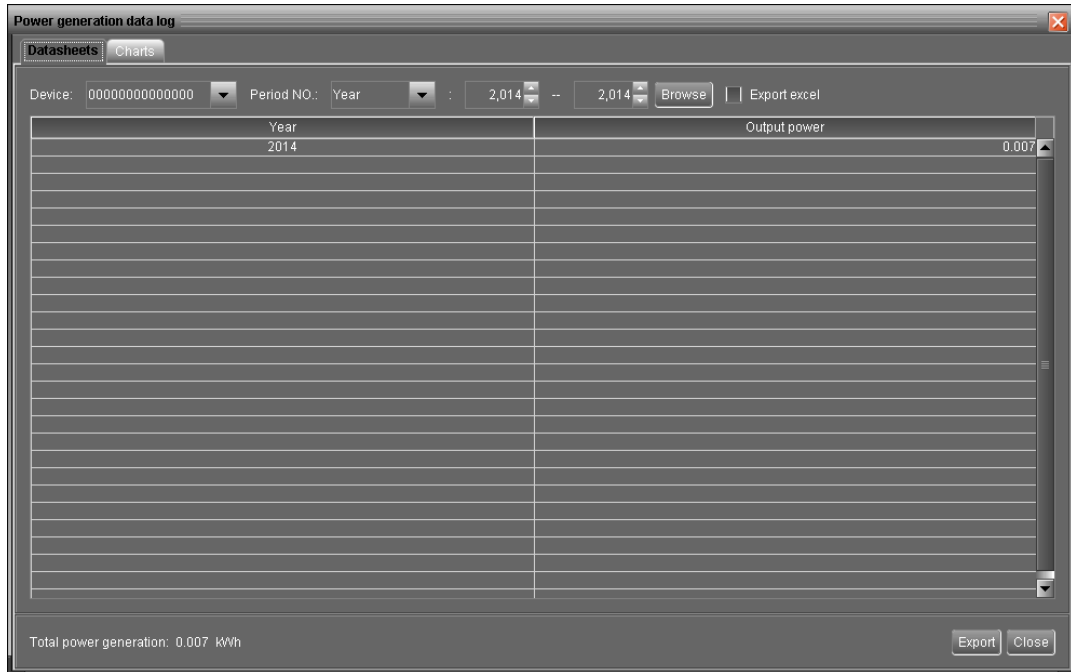 Power generation data log
Datasheets Charts
Device: 00000000000000 Period NO.: Year : 2,014 -- 2,014 Browse Export excel
Year Output power
2014 0.007
Total power generation: 0.007 kWh Export Close